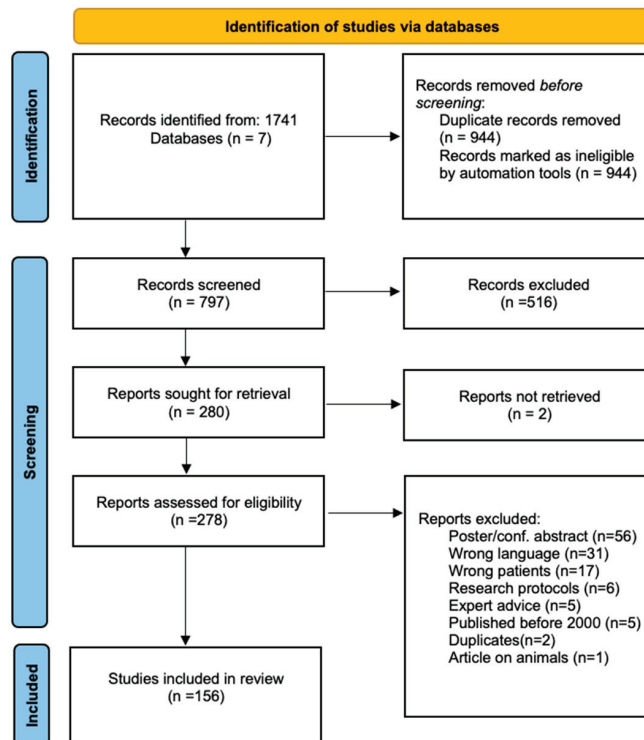 Identification of studies via databases
Identification
Records identified from: 1741
Databases (n = 7)
Records removed before
screening:
Duplicate records removed
(n = 944)
Records marked as ineligible
by automation tools (n = 944)
Screening
Records screened
(n = 797)
Records excluded
(n =516)
Reports sought for retrieval
(n = 280)
Reports not retrieved
(n = 2)
Reports assessed for eligibility
(n =278)
Reports excluded:
Poster/conf. abstract (n=56)
Wrong language (n=31)
Wrong patients (n=17)
Research protocols (n=6)
Expert advice (n=5)
Published before 2000 (n=5)
Duplicates(n=2)
Article on animals (n=1)
Included
Studies included in review
(n =156)